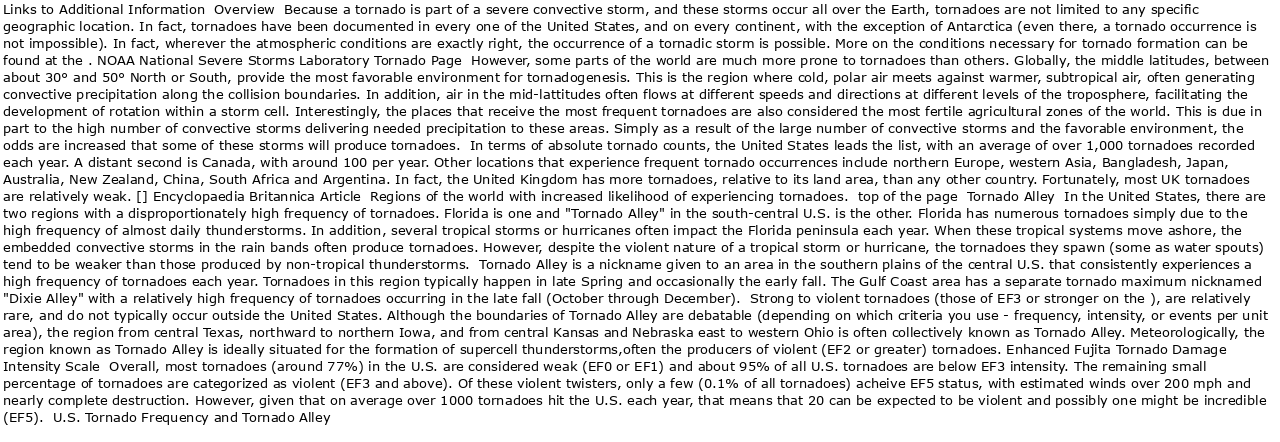 Links to Additional Information  Overview  Because a tornado is part of a severe convective storm, and these storms occur all over the Earth, tornadoes are not limited to any specific
geographic location. In fact, tornadoes have been documented in every one of the United States, and on every continent, with the exception of Antarctica (even there, a tornado occurrence is
not impossible). In fact, wherever the atmospheric conditions are exactly right, the occurrence of a tornadic storm is possible. More on the conditions necessary for tornado formation can be
found at the . NOAA National Severe Storms Laboratory Tornado Page  However, some parts of the world are much more prone to tornadoes than others. Globally, the middle latitudes, between
about 30° and 50° North or South, provide the most favorable environment for tornadogenesis. This is the region where cold, polar air meets against warmer, subtropical air, often generating
convective precipitation along the collision boundaries. In addition, air in the mid-lattitudes often flows at different speeds and directions at different levels of the troposphere, facilitating the
development of rotation within a storm cell. Interestingly, the places that receive the most frequent tornadoes are also considered the most fertile agricultural zones of the world. This is due in
part to the high number of convective storms delivering needed precipitation to these areas. Simply as a result of the large number of convective storms and the favorable environment, the
odds are increased that some of these storms will produce tornadoes.  In terms of absolute tornado counts, the United States leads the list, with an average of over 1,000 tornadoes recorded
each year. A distant second is Canada, with around 100 per year. Other locations that experience frequent tornado occurrences include northern Europe, western Asia, Bangladesh, Japan,
Australia, New Zealand, China, South Africa and Argentina. In fact, the United Kingdom has more tornadoes, relative to its land area, than any other country. Fortunately, most UK tornadoes
are relatively weak. [] Encyclopaedia Britannica Article  Regions of the world with increased likelihood of experiencing tornadoes.  top of the page  Tornado Alley  In the United States, there are
two regions with a disproportionately high frequency of tornadoes. Florida is one and "Tornado Alley" in the south-central U.S. is the other. Florida has numerous tornadoes simply due to the
high frequency of almost daily thunderstorms. In addition, several tropical storms or hurricanes often impact the Florida peninsula each year. When these tropical systems move ashore, the
embedded convective storms in the rain bands often produce tornadoes. However, despite the violent nature of a tropical storm or hurricane, the tornadoes they spawn (some as water spouts)
tend to be weaker than those produced by non-tropical thunderstorms.  Tornado Alley is a nickname given to an area in the southern plains of the central U.S. that consistently experiences a
high frequency of tornadoes each year. Tornadoes in this region typically happen in late Spring and occasionally the early fall. The Gulf Coast area has a separate tornado maximum nicknamed
"Dixie Alley" with a relatively high frequency of tornadoes occurring in the late fall (October through December).  Strong to violent tornadoes (those of EF3 or stronger on the ), are relatively
rare, and do not typically occur outside the United States. Although the boundaries of Tornado Alley are debatable (depending on which criteria you use - frequency, intensity, or events per unit
area), the region from central Texas, northward to northern Iowa, and from central Kansas and Nebraska east to western Ohio is often collectively known as Tornado Alley. Meteorologically, the
region known as Tornado Alley is ideally situated for the formation of supercell thunderstorms,often the producers of violent (EF2 or greater) tornadoes. Enhanced Fujita Tornado Damage
Intensity Scale  Overall, most tornadoes (around 77%) in the U.S. are considered weak (EF0 or EF1) and about 95% of all U.S. tornadoes are below EF3 intensity. The remaining small
percentage of tornadoes are categorized as violent (EF3 and above). Of these violent twisters, only a few (0.1% of all tornadoes) acheive EF5 status, with estimated winds over 200 mph and
nearly complete destruction. However, given that on average over 1000 tornadoes hit the U.S. each year, that means that 20 can be expected to be violent and possibly one might be incredible
(EF5).  U.S. Tornado Frequency and Tornado Alley